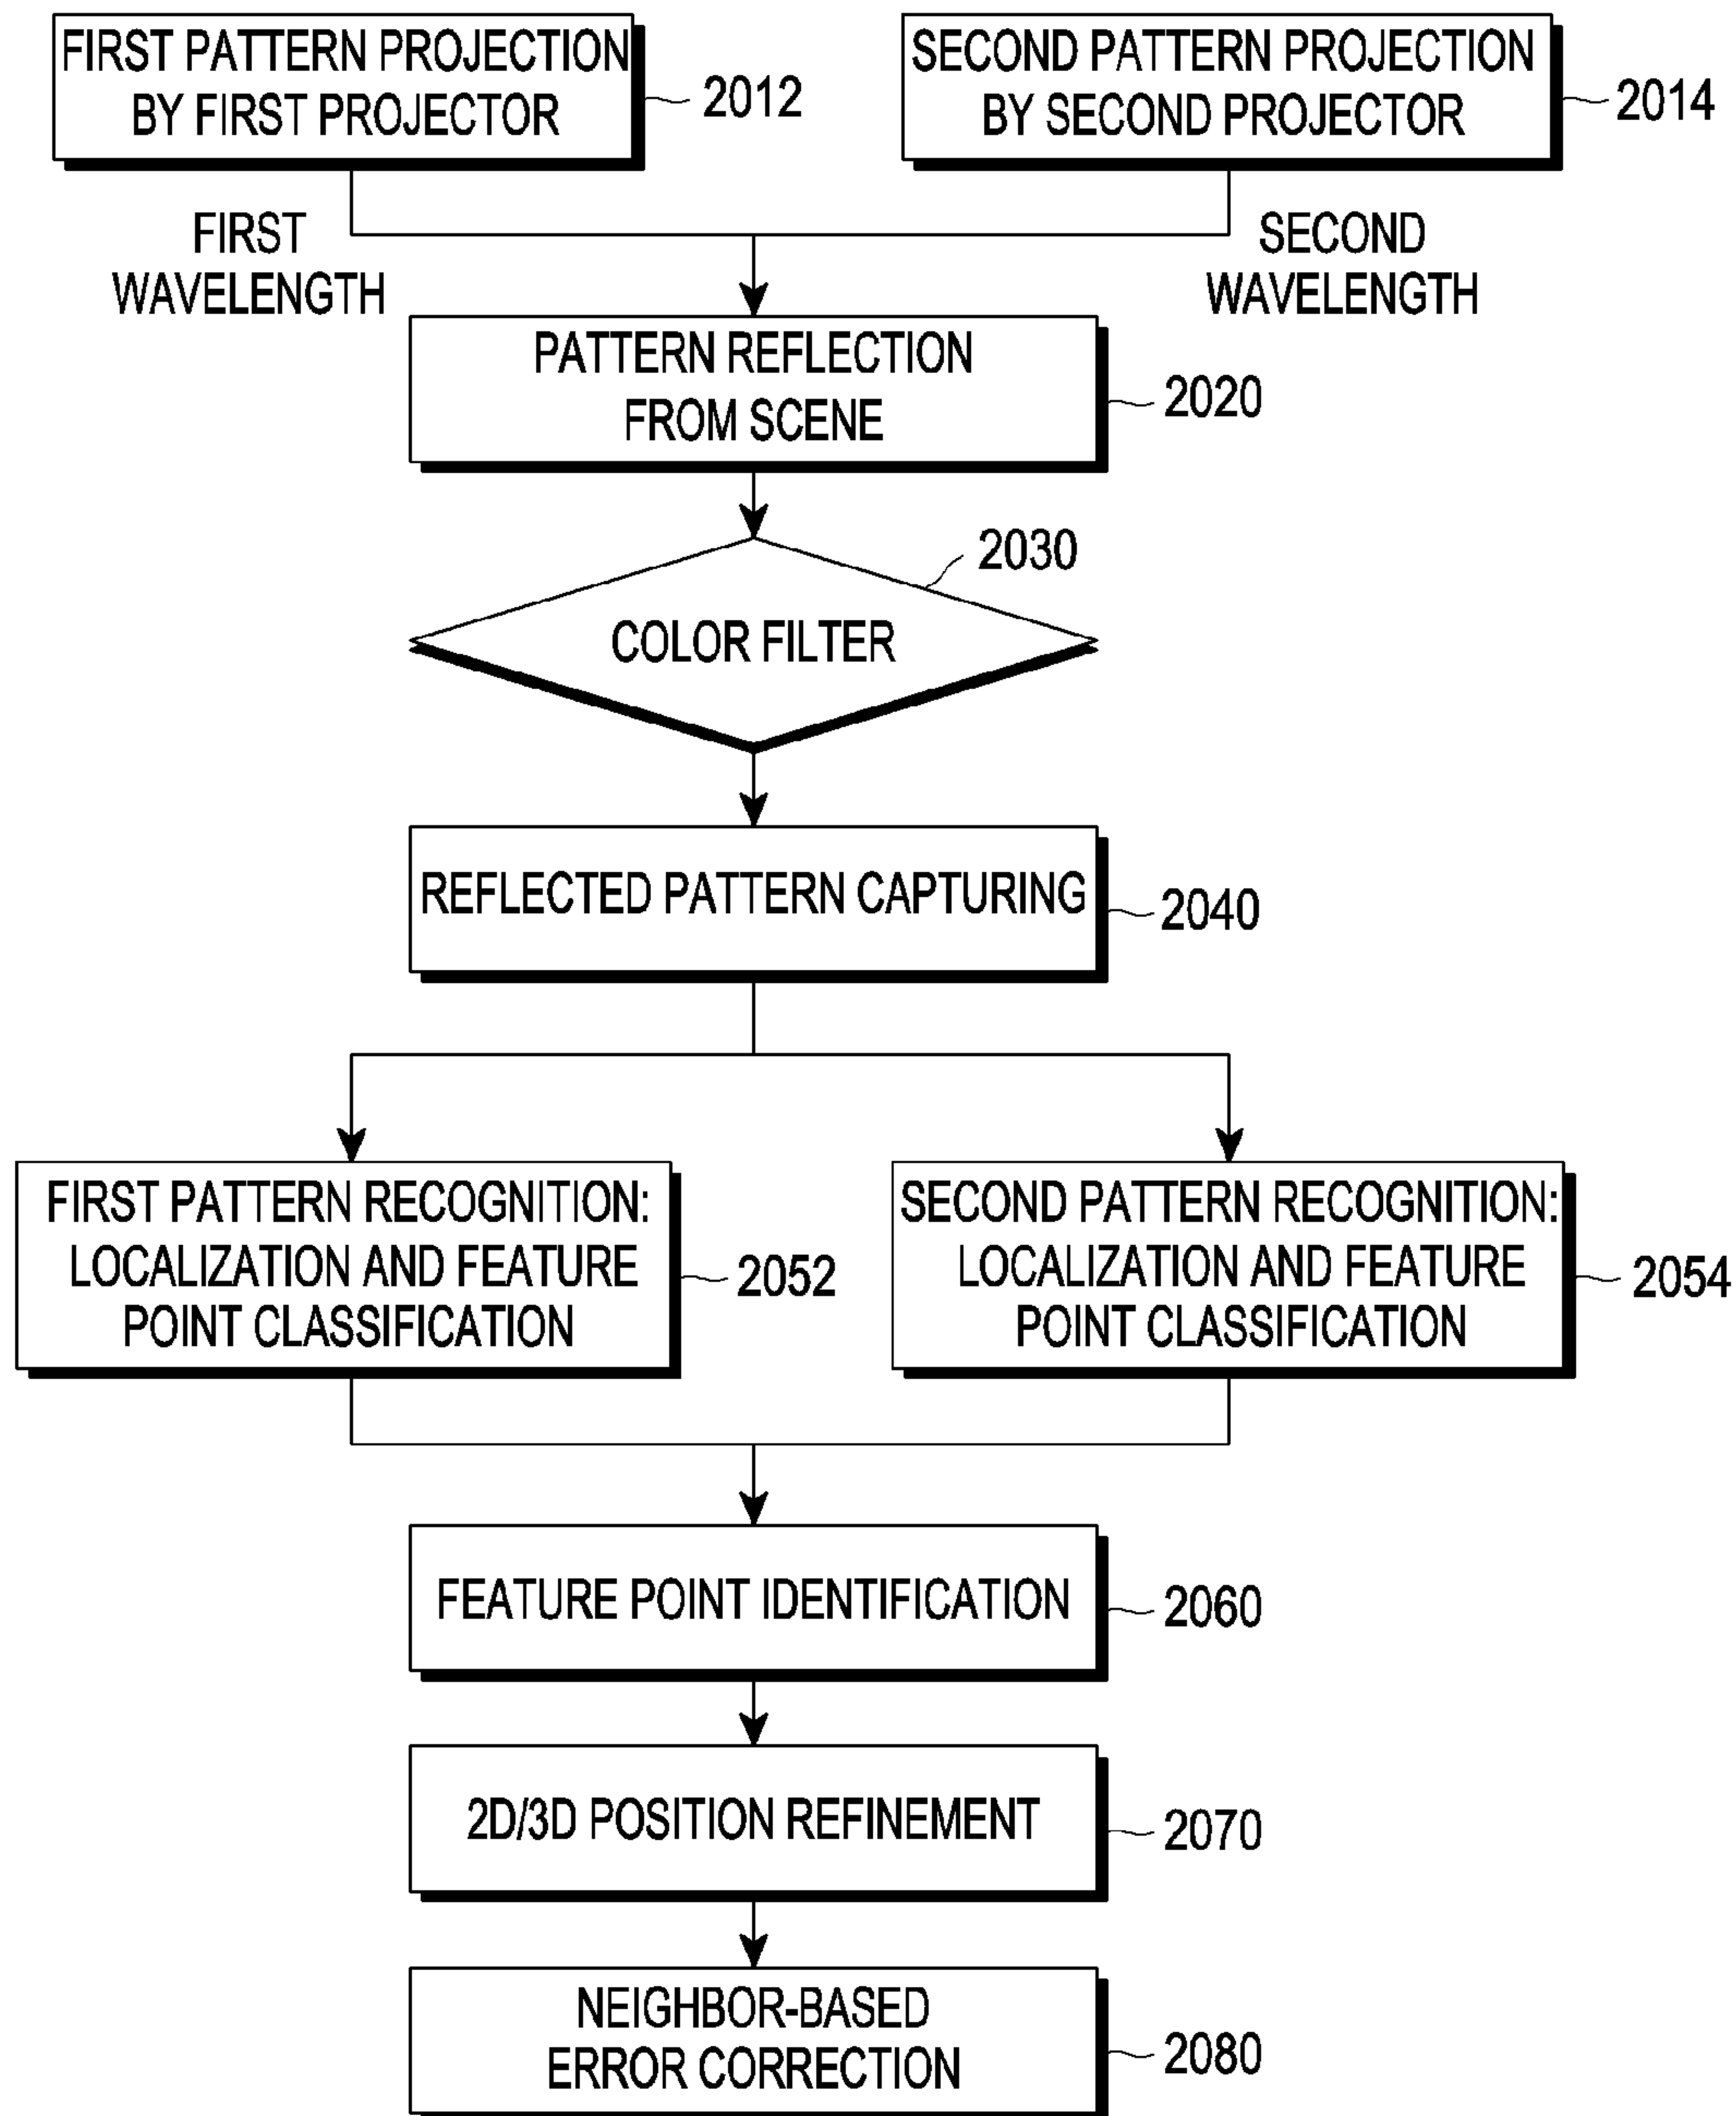 FIRST PATTERN PROJECTION
BY FIRST PROJECTOR
2012
SECOND PATTERN PROJECTION
BY SECOND PROJECTOR
2014
FIRST
WAVELENGTH
SECOND
WAVELENGTH
PATTERN REFLECTION
FROM SCENE
2020
2030
COLOR FILTER
REFLECTED PATTERN CAPTURING
2040
FIRST PATTERN RECOGNITION:
LOCALIZATION AND FEATURE
POINT CLASSIFICATION
2052
SECOND PATTERN RECOGNITION:
LOCALIZATION AND FEATURE
POINT CLASSIFICATION
2054
FEATURE POINT IDENTIFICATION
2060
2D/3D POSITION REFINEMENT
2070
NEIGHBOR-BASED
ERROR CORRECTION
2080